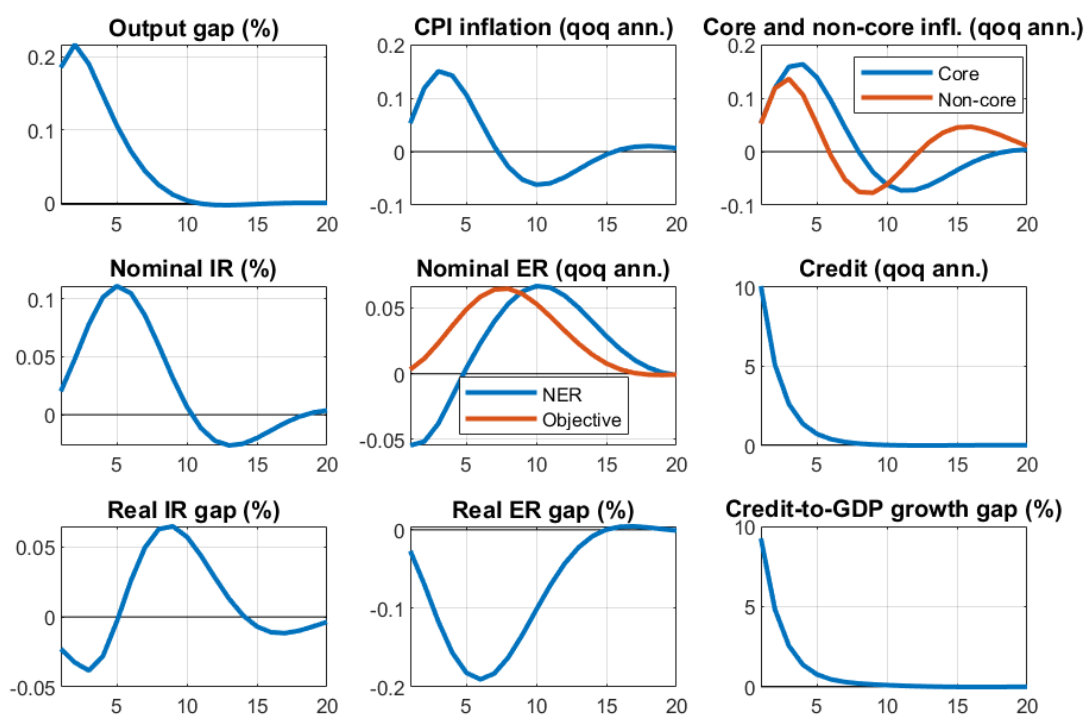 Output gap (%)
0.2
0.1
0
5 10 15 20
CPI inflation (qoq ann.)
0.2
0.1
0
-0.1
5 10 15 20
Core and non-core infl. (qoq ann.)
0.2
0.1
0
-0.1
Core
Non-core
5 10 15 20
Nominal IR (%)
0.1
0.05
0
5 10 15 20
Nominal ER (qoq ann.)
0.05
0
-0.05
NER
Objective
5 10 15 20
Credit (qoq ann.)
10
5
0
5 10 15 20
Real IR gap (%)
0.05
0
-0.05
5 10 15 20
Real ER gap (%)
0
-0.1
-0.2
5 10 15 20
Credit-to-GDP growth gap (%)
10
5
0
5 10 15 20